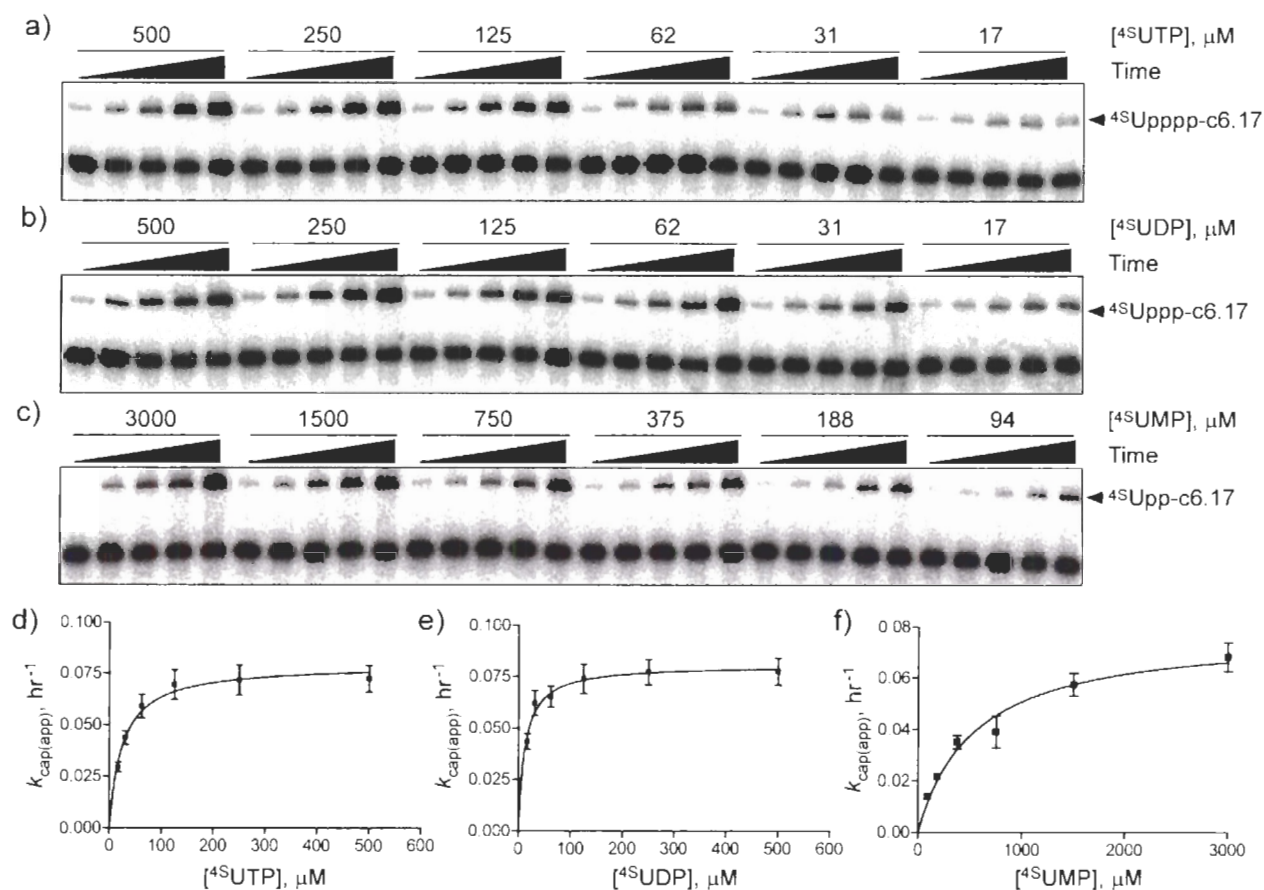 a)
500 250 125 62 31 17 [⁴ˢUTP], μM
Time
◄ ⁴ˢUpppp-c6.17
b)
500 250 125 62 31 17 [⁴ˢUDP], μM
Time
◄ ⁴ˢUppp-c6.17
c)
3000 1500 750 375 188 94 [⁴ˢUMP], μM
Time
◄ ⁴ˢUpp-c6.17
d)
0.100
0.075
0.050
0.025
0.000
k cap(app), hr⁻¹
0 100 200 300 400 500 600
[⁴ˢUTP], μM
e)
0.100
0.075
0.050
0.025
0.000
k cap(app), hr⁻¹
0 100 200 300 400 500 600
[⁴ˢUDP], μM
f)
0.08
0.06
0.04
0.02
0.00
k cap(app), hr⁻¹
0 1000 2000 3000
[⁴ˢUMP], μM